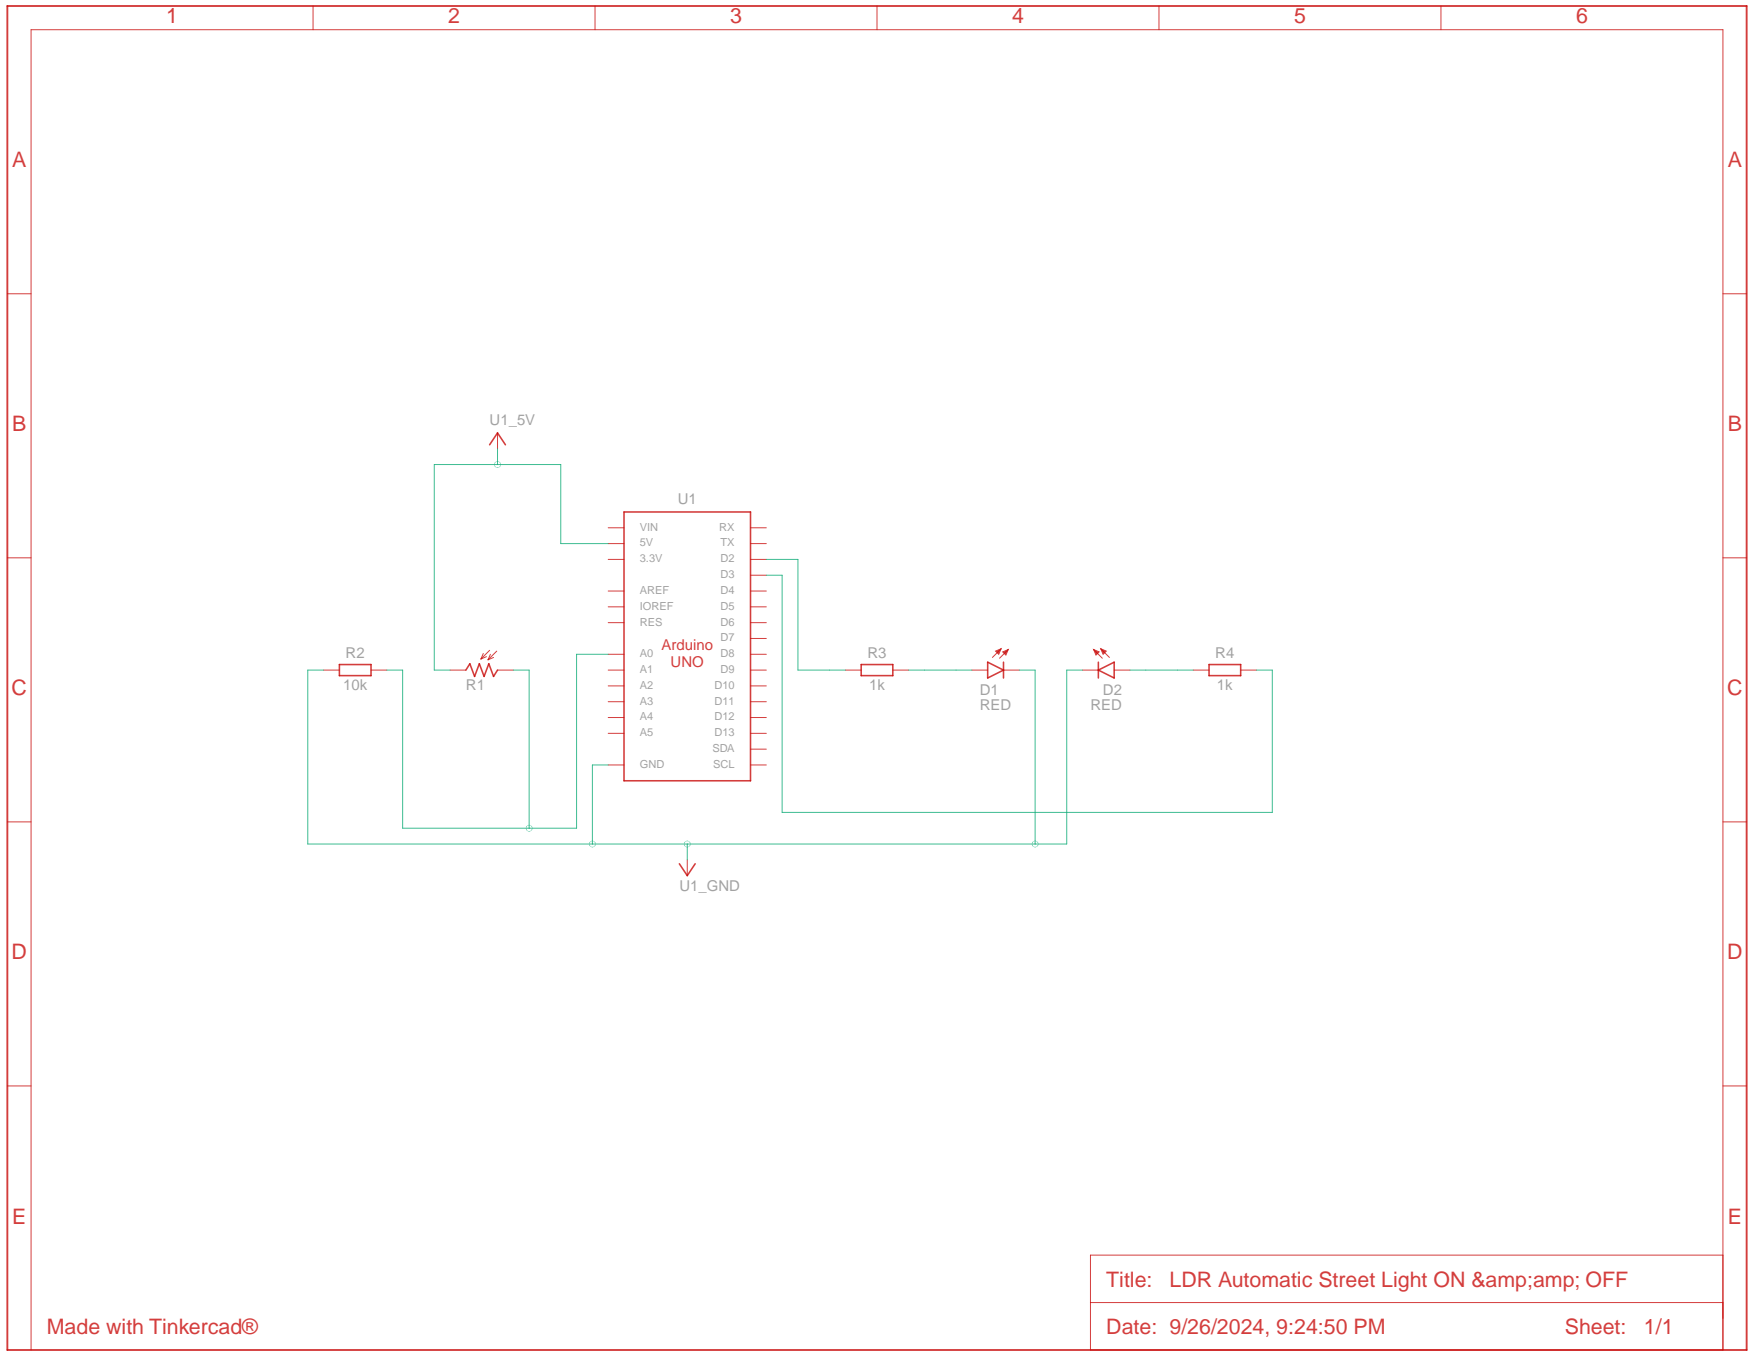 1 2 3 4 5 6
A A
B B
U1_5V
U1
VIN RX
5V TX
3.3V D2
D3
AREF D4
IOREF D5
RES D6
D7
Arduino
UNO
A0 D8
A1 D9
A2 D10
A3 D11
A4 D12
A5 D13
SDA
GND SCL
C C
R2
10k
R1
R3
1k
D1
RED
D2
RED
R4
1k
U1_GND
D D
E E
Title: LDR Automatic Street Light ON &amp;amp; OFF
Made with Tinkercad®
Date: 9/26/2024, 9:24:50 PM Sheet: 1/1